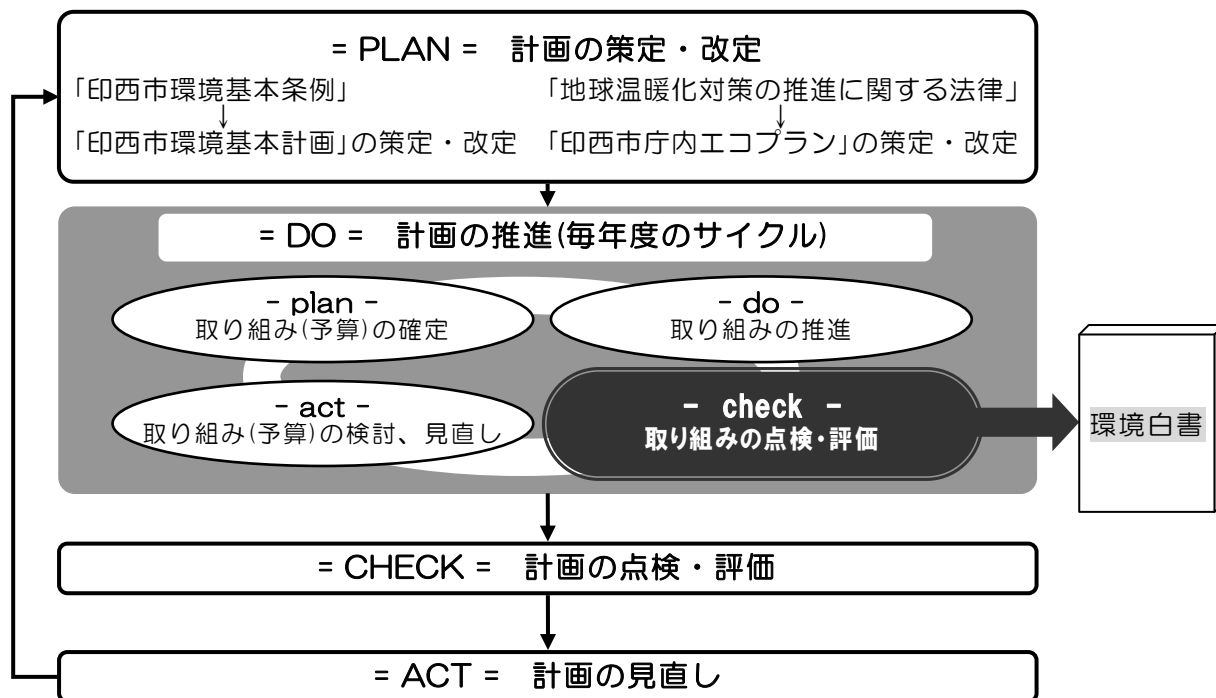 = PLAN = 計画の策定・改定
「印西市環境基本条例」 「地球温暖化対策の推進に関する法律」
↓ ↓
「印西市環境基本計画」の策定・改定 「印西市庁内エコプラン」の策定・改定
= DO = 計画の推進(毎年度のサイクル)
- plan -
取り組み(予算)の確定
- do -
取り組みの推進
- act -
取り組み(予算)の検討、見直し
- check -
取り組みの点検・評価
環境白書
= CHECK = 計画の点検・評価
= ACT = 計画の見直し